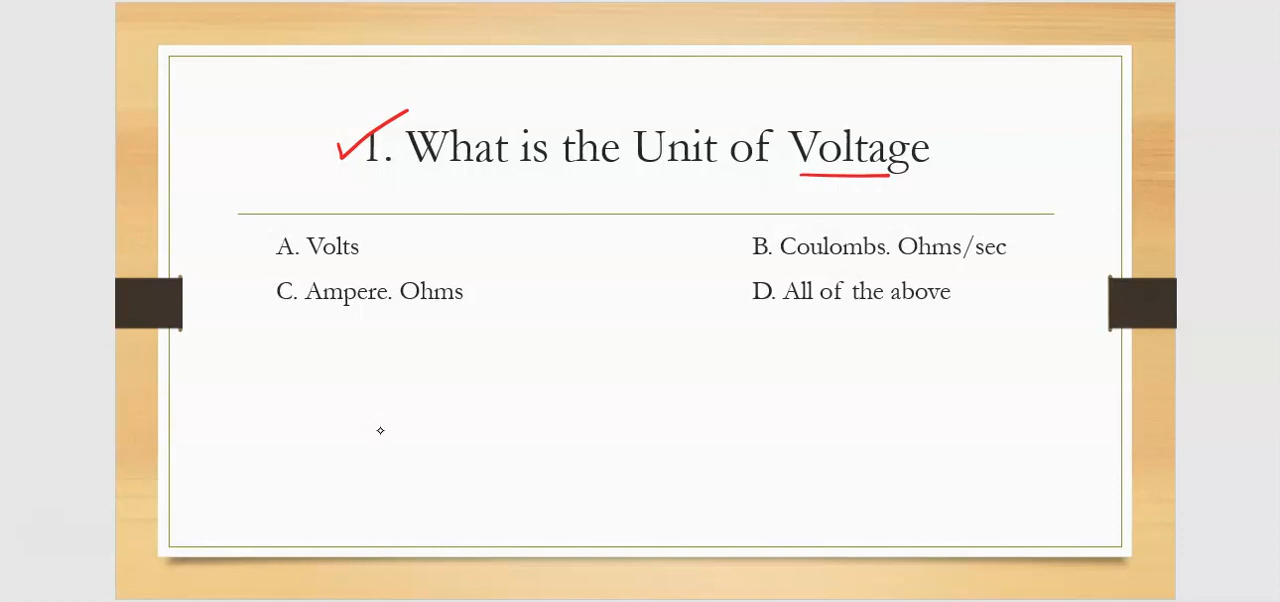 1. What is the Unit of Voltage
A. Volts
B. Coulombs. Ohms/sec
C. Ampere. Ohms
D. All of the above